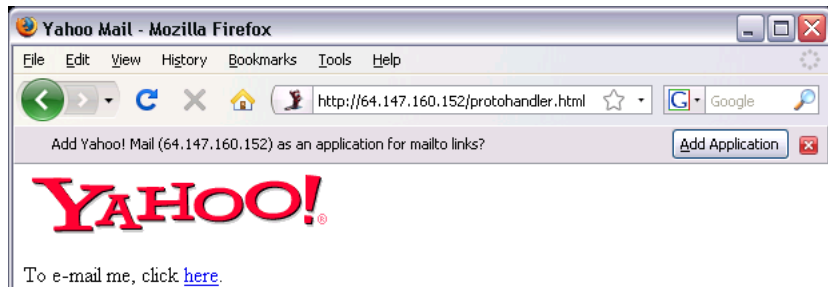 Yahoo Mail - Mozilla Firefox
File Edit View History Bookmarks Tools Help
http://64.147.160.152/protohandler.html G Google
Add Yahoo! Mail (64.147.160.152) as an application for mailto links? Add Application
YAHOO!®
To e-mail me, click here.